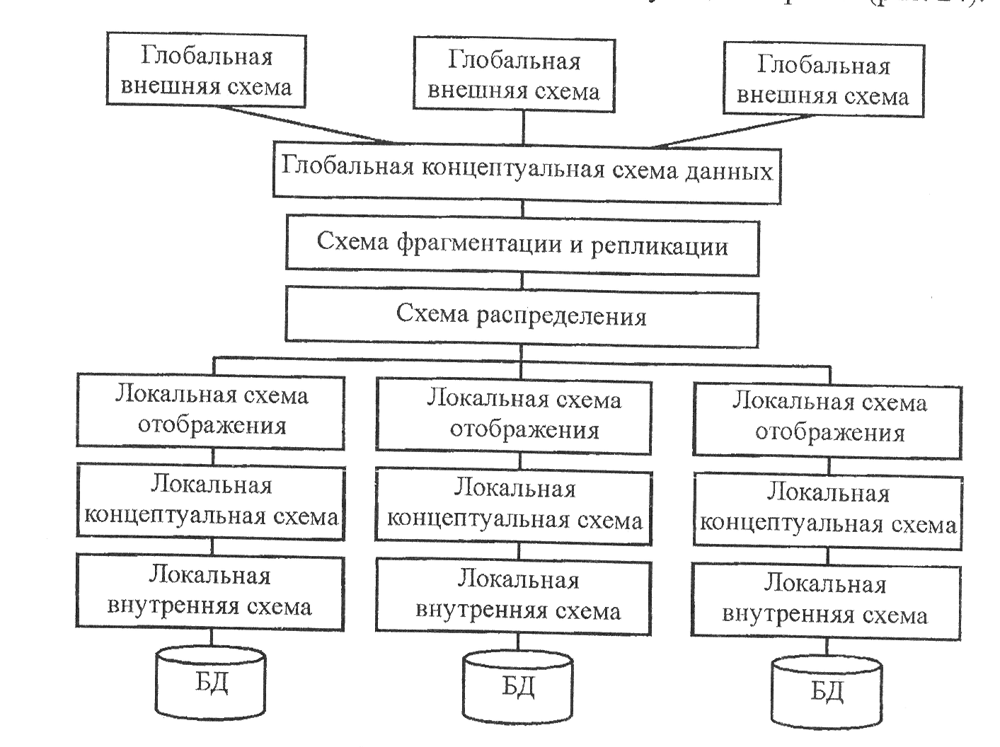 Глобальная
внешняя схема
Глобальная
внешняя схема
Глобальная
внешняя схема
Глобальная концептуальная схема данных
Схема фрагментации и репликации
Схема распределения
Локальная схема
отображения
Локальная схема
отображения
Локальная схема
отображения
Локальная
концептуальная схема
Локальная
концептуальная схема
Локальная
концептуальная схема
Локальная
внутренняя схема
Локальная
внутренняя схема
Локальная
внутренняя схема
БД
БД
БД